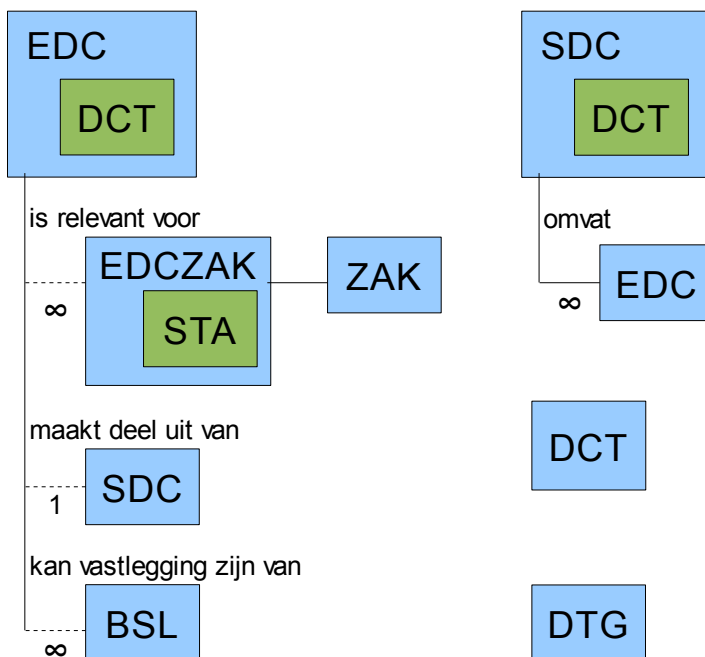 EDC
DCT
is relevant voor
EDCZAK
ZAK
∞
STA
maakt deel uit van
SDC
1
kan vastlegging zijn van
BSL
∞
SDC
DCT
omvat
EDC
∞
DCT
DTG